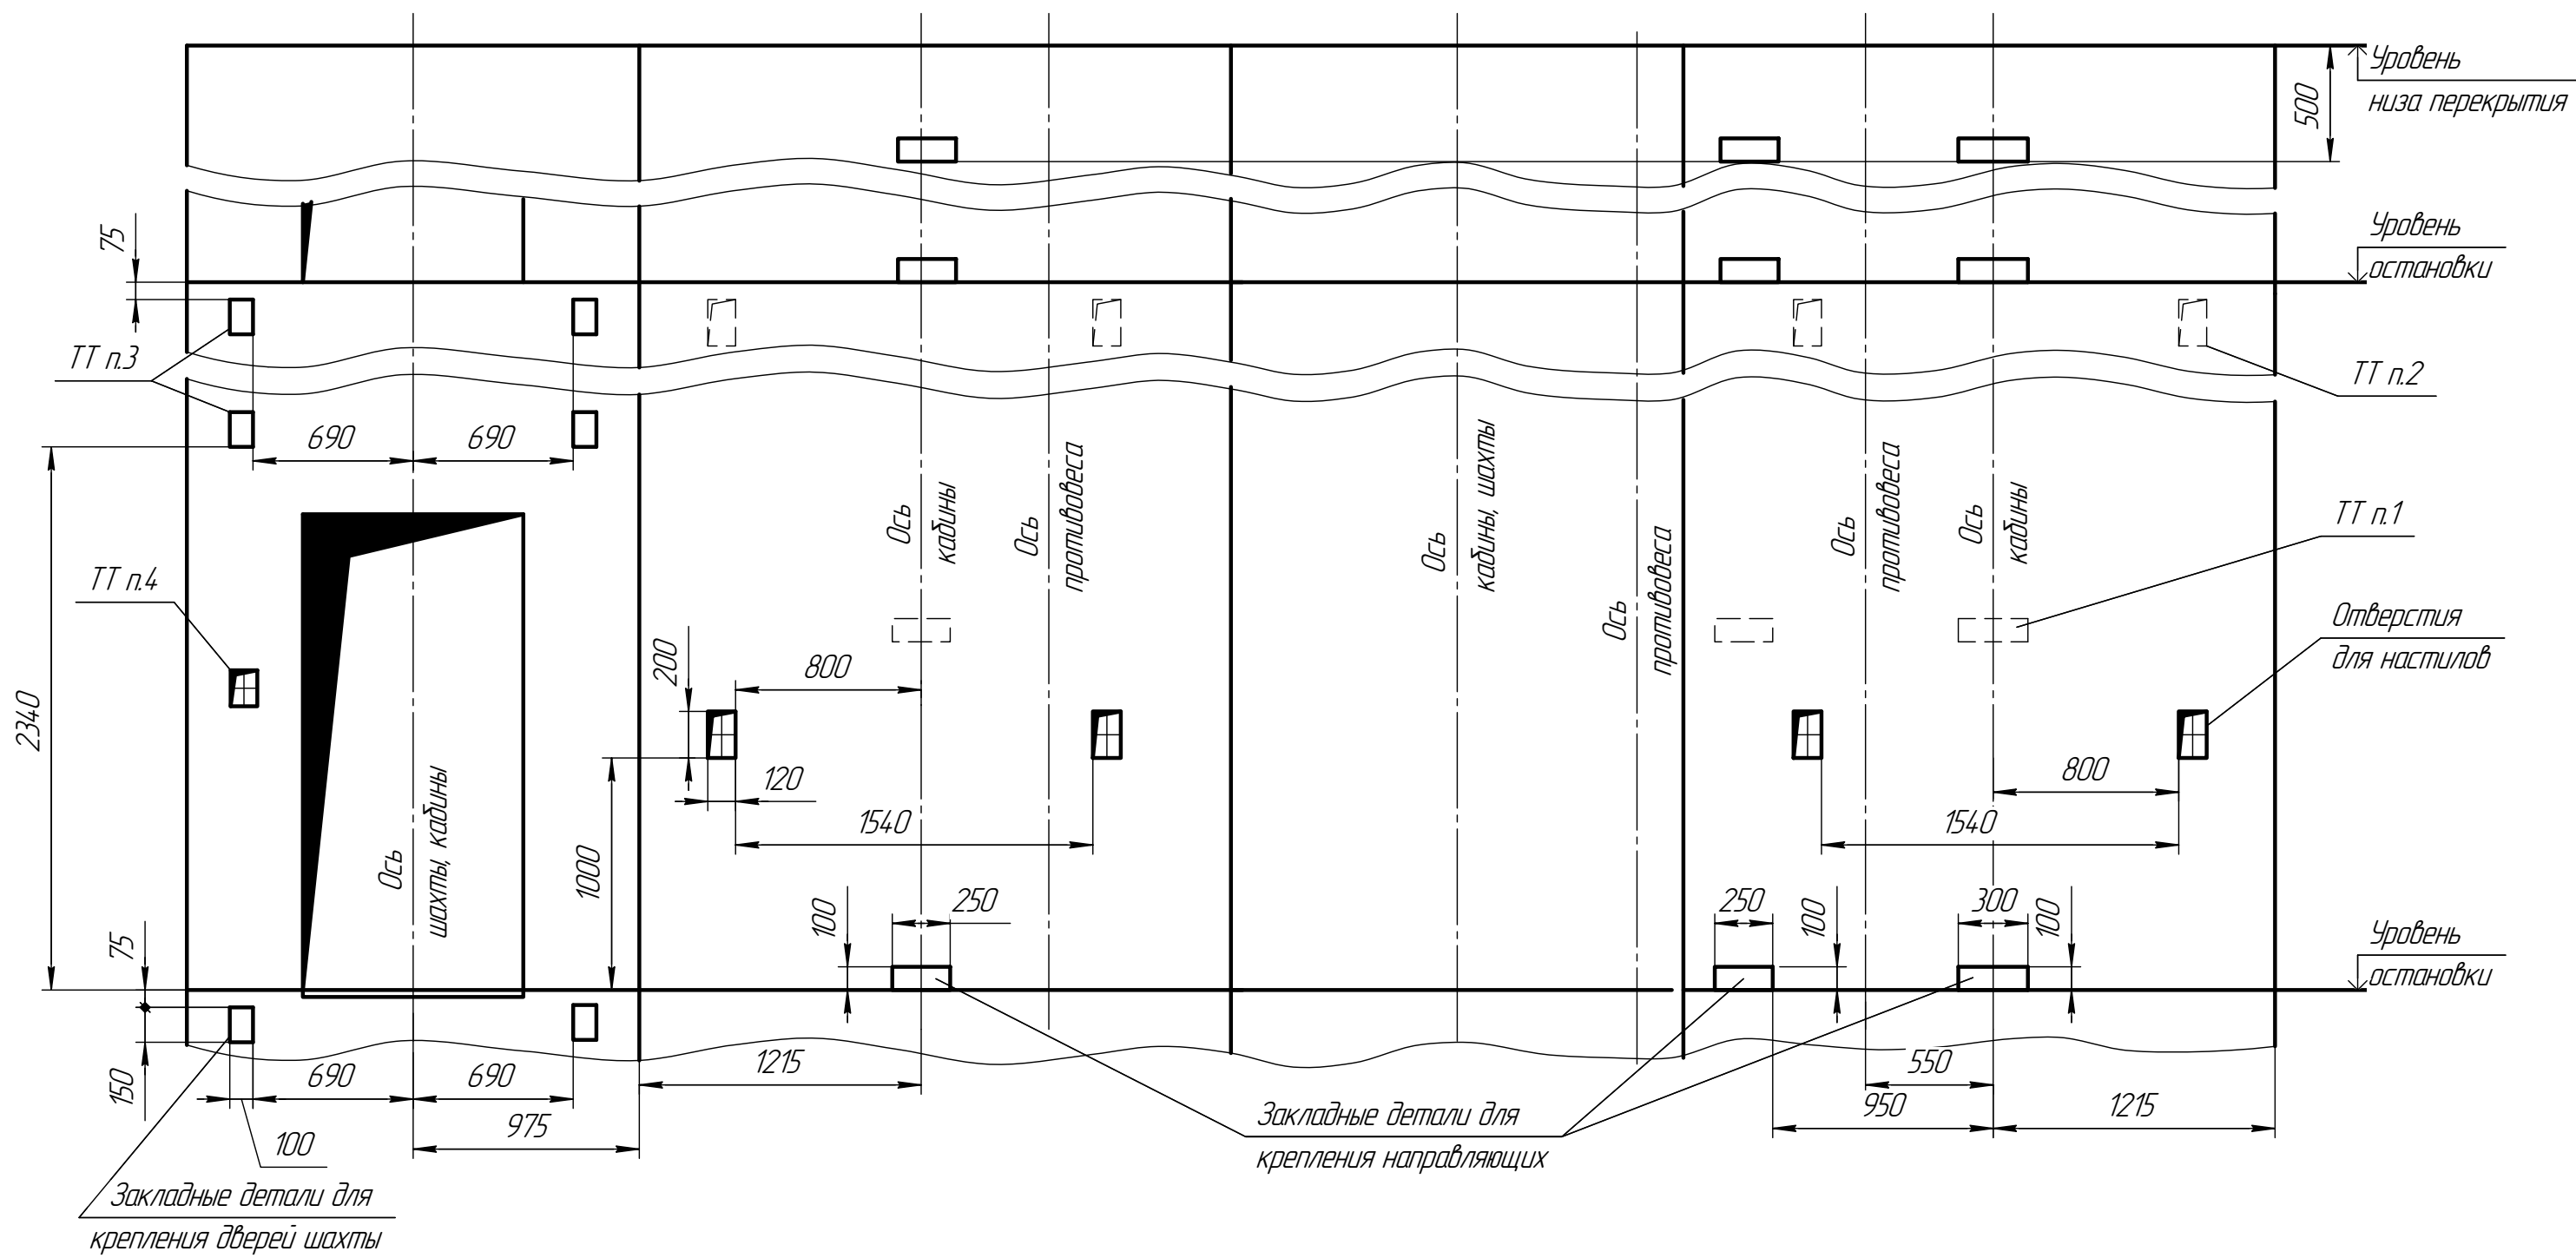 Уровень
низа перекрытия
500
75
Уровень
остановки
ТТ п.3
ТТ п.2
690
690
Ось
кабины
Ось
противовеса
Ось
кабины, шахты
Ось
противовеса
Ось
противовеса
Ось
кабины
ТТ п.1
ТТ п.4
Отверстия
для настилов
2340
200
800
120
800
1540
1540
1000
Ось
шахты, кабины
100
250
250
100
300
100
75
Уровень
остановки
150
690
690
1215
550
950
1215
975
100
Закладные детали для
крепления направляющих
Закладные детали для
крепления дверей шахты